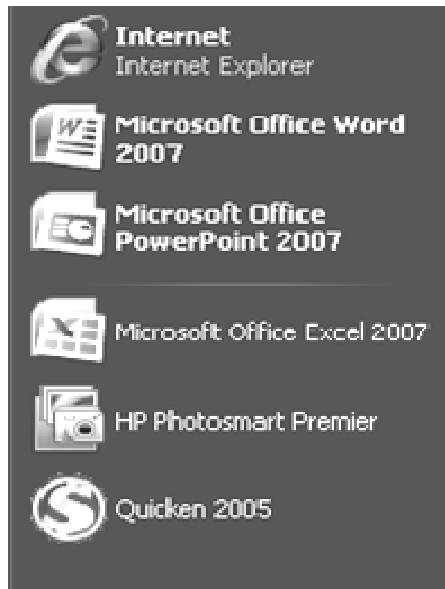 Internet
Internet Explorer
Microsoft Office Word
2007
Microsoft Office
PowerPoint 2007
Microsoft Office Excel 2007
HP Photosmart Premier
Quicken 2005